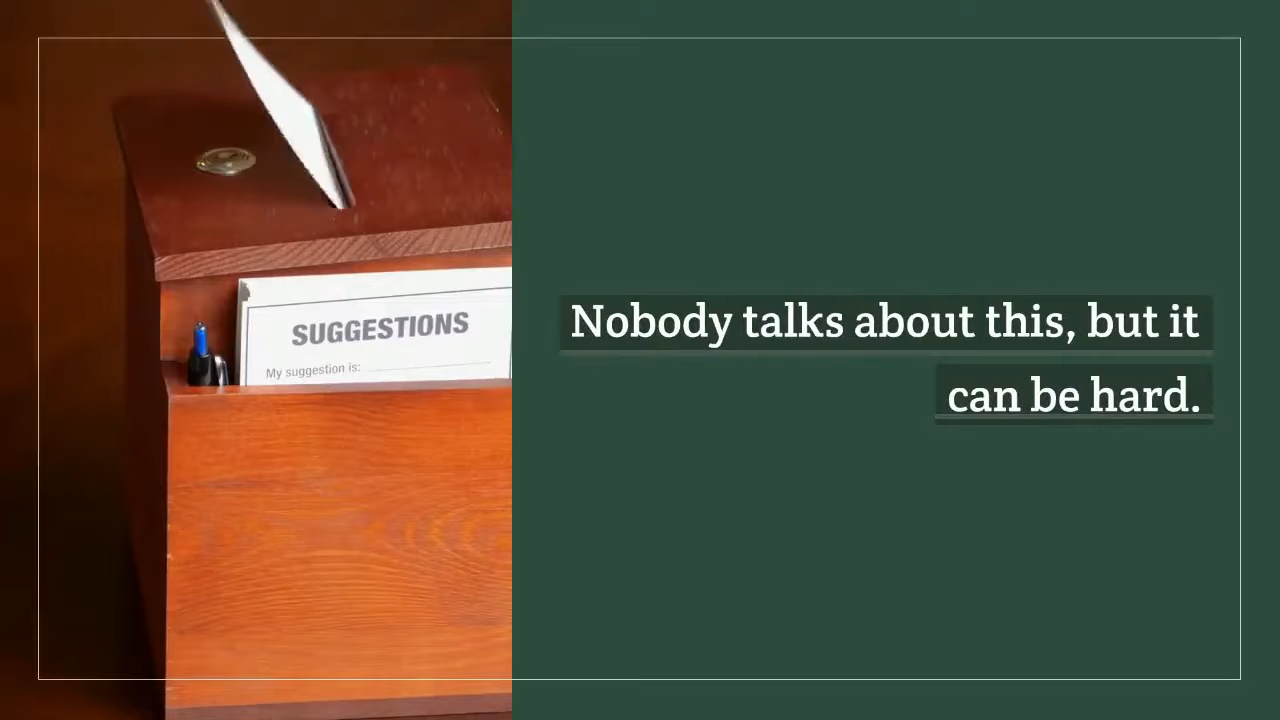 SUGGESTIONS
My suggestion is:
Nobody talks about this, but it
can be hard.